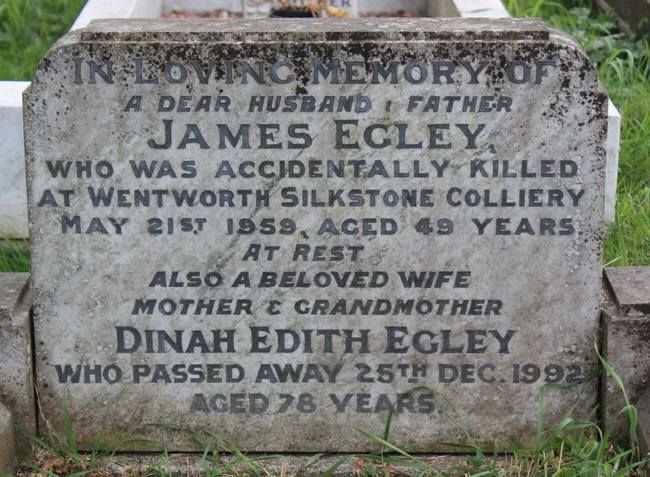 IN LOVING MEMORY OF
A DEAR HUSBAND & FATHER
JAMES EGLEY,
WHO WAS ACCIDENTALLY KILLED
AT WENTWORTH SILKSTONE COLLIERY
MAY 21ST 1959, AGED 49 YEARS.
AT REST
ALSO A BELOVED WIFE
MOTHER & GRANDMOTHER
DINAH EDITH EGLEY
WHO PASSED AWAY 25TH DEC. 1992
AGED 78 YEARS.